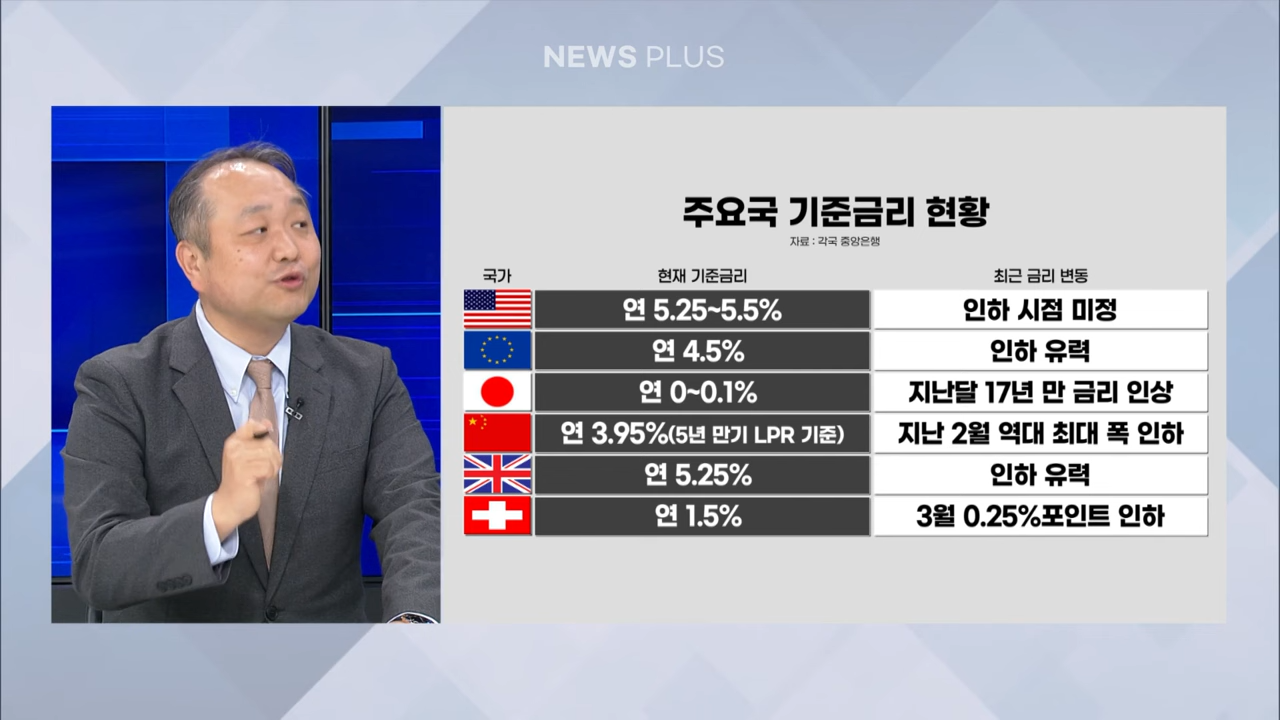 NEWS PLUS
주요국 기준금리 현황
자료 : 각국 중앙은행
국가 현재 기준금리 최근 금리 변동
연 5.25~5.5% 인하 시점 미정
연 4.5% 인하 유력
연 0~0.1% 지난달 17년 만 금리 인상
연 3.95%(5년 만기 LPR 기준) 지난 2월 역대 최대 폭 인하
연 5.25% 인하 유력
연 1.5% 3월 0.25%포인트 인하